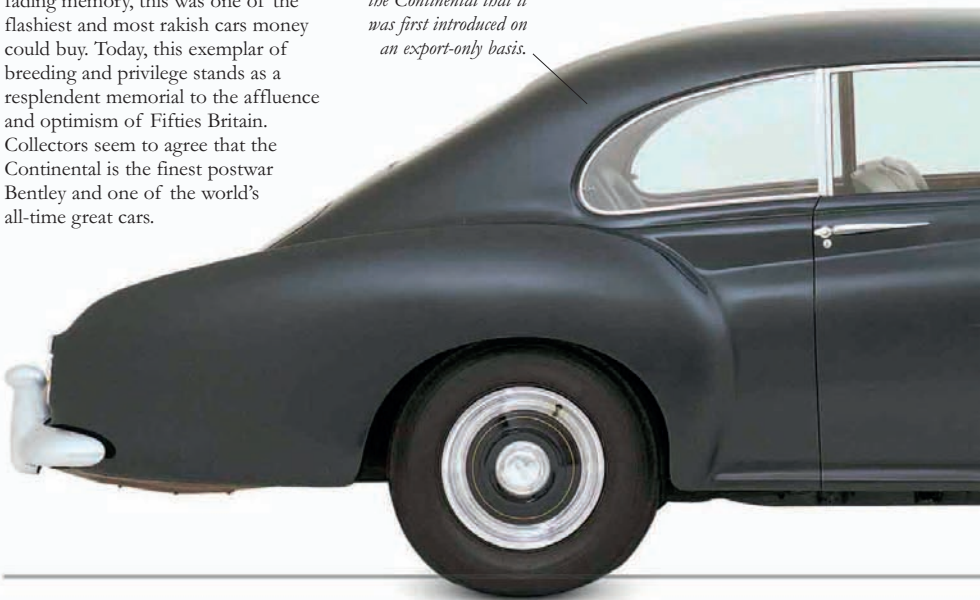 fading memory, this was one of the
flashiest and most rakish cars money
could buy. Today, this exemplar of
breeding and privilege stands as a
resplendent memorial to the affluence
and optimism of Fifties Britain.
Collectors seem to agree that the
Continental is the finest postwar
Bentley and one of the world's
all-time great cars.
the Continental that it
was first introduced on
an export-only basis.